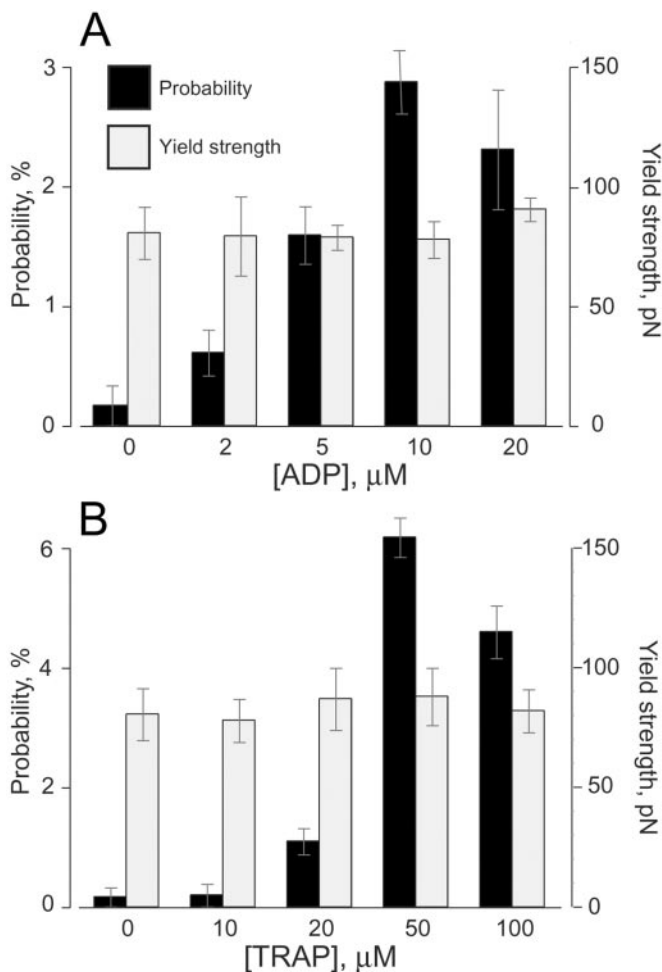 A
Probability
Yield strength
Probability, %
3
2
1
0
150
100
50
0
Yield strength, pN
0 2 5 10 20
[ADP], μM
B
Probability, %
6
4
2
0
150
100
50
0
Yield strength, pN
0 10 20 50 100
[TRAP], μM